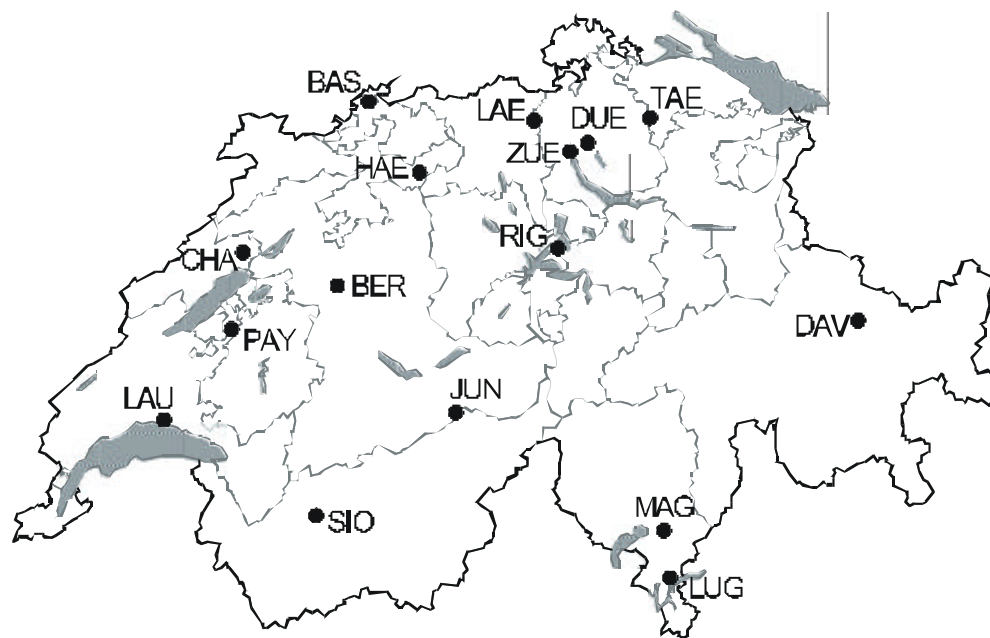 BAS
LAE
TAE
DUE
ZUE
HAE
RIG
CHA
BER
DAV
PAY
JUN
LAU
MAG
SIO
LUG